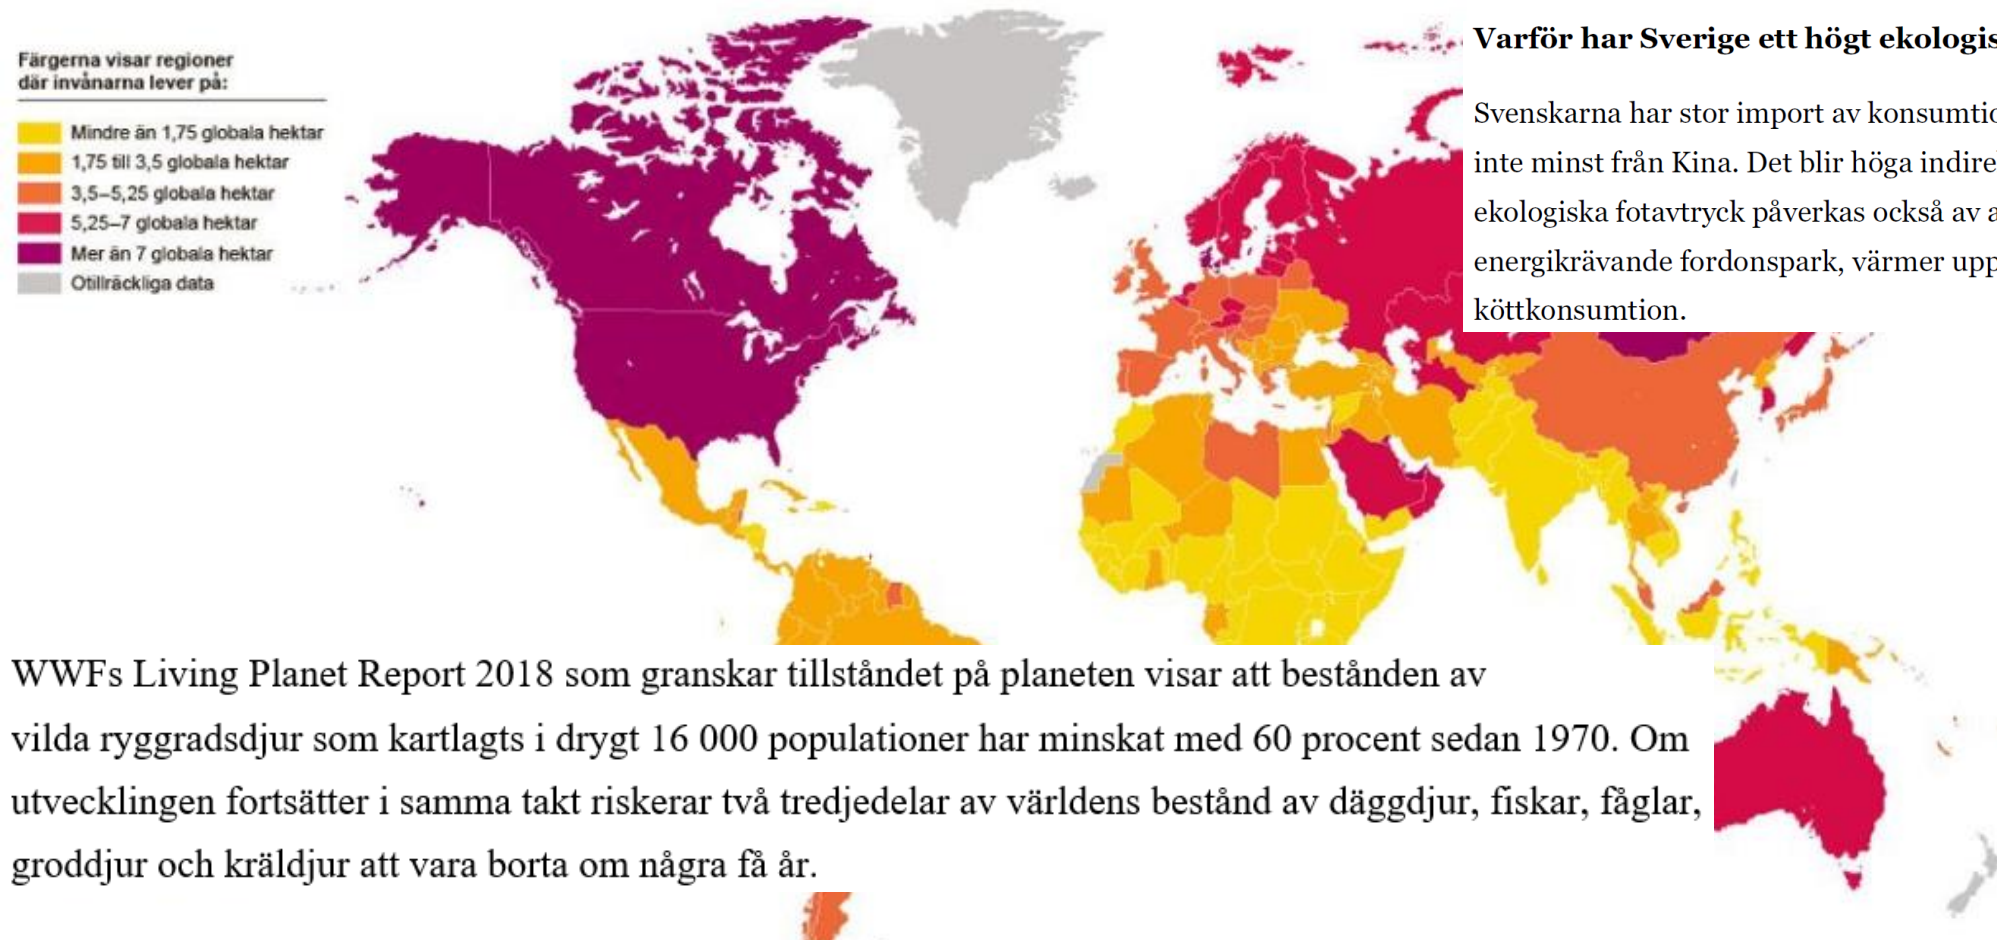 Färgerna visar regioner
där invånarna lever på:
Mindre än 1,75 globala hektar
1,75 till 3,5 globala hektar
3,5–5,25 globala hektar
5,25–7 globala hektar
Mer än 7 globala hektar
Otillräckliga data
Varför har Sverige ett högt ekologis
Svenskarna har stor import av konsumtio
inte minst från Kina. Det blir höga indire
ekologiska fotavtryck påverkas också av a
energikrävande fordonspark, värmer upp
köttkonsumtion.
WWFs Living Planet Report 2018 som granskar tillståndet på planeten visar att bestånden av
vilda ryggradsdjur som kartlagts i drygt 16 000 populationer har minskat med 60 procent sedan 1970. Om
utvecklingen fortsätter i samma takt riskerar två tredjedelar av världens bestånd av däggdjur, fiskar, fåglar,
groddjur och kräldjur att vara borta om några få år.